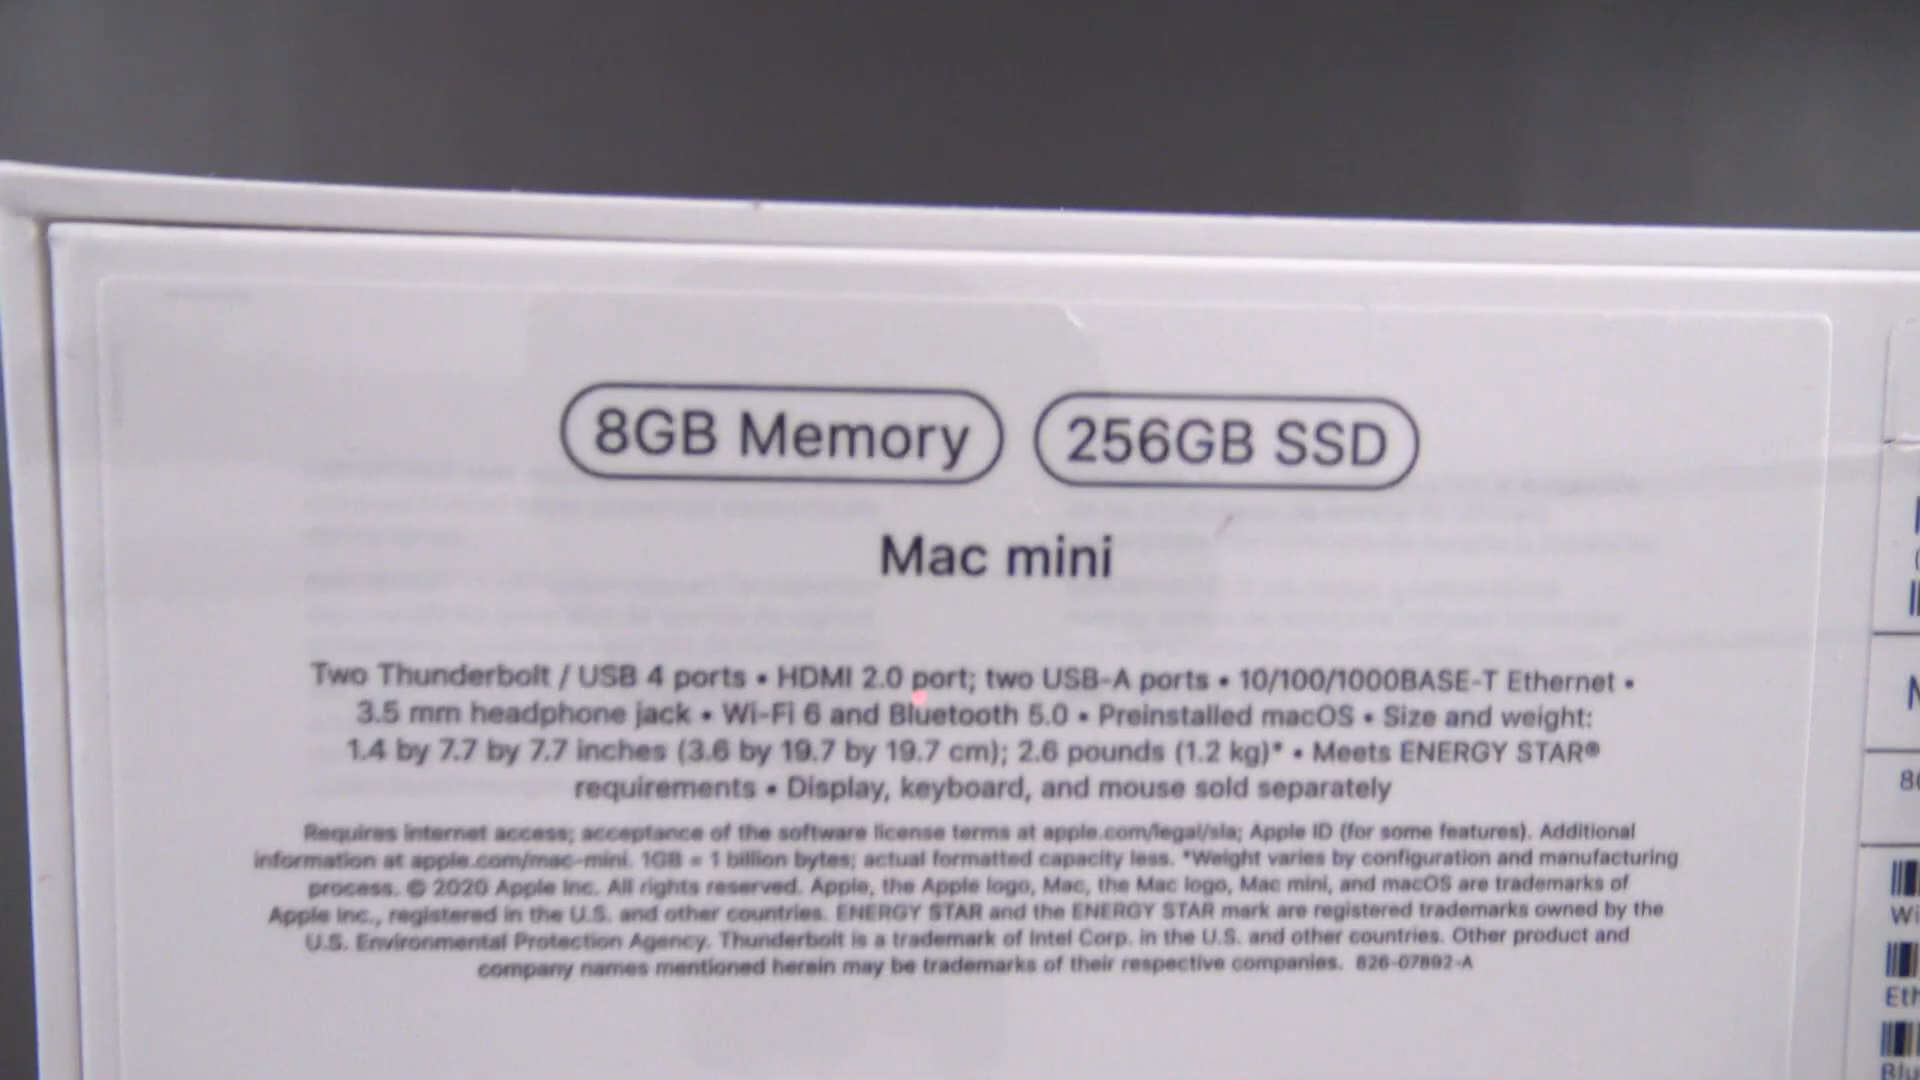 8GB Memory 256GB SSD
Mac mini
Two Thunderbolt / USB 4 ports • HDMI 2.0 port; two USB-A ports • 10/100/1000BASE-T Ethernet •
3.5 mm headphone jack • Wi-Fi 6 and Bluetooth 5.0 • Preinstalled macOS • Size and weight:
1.4 by 7.7 by 7.7 inches (3.6 by 19.7 by 19.7 cm); 2.6 pounds (1.2 kg)* • Meets ENERGY STAR®
requirements • Display, keyboard, and mouse sold separately
Requires internet access; acceptance of the software license terms at apple.com/legal/sla; Apple ID (for some features). Additional
information at apple.com/mac-mini. 1GB = 1 billion bytes; actual formatted capacity less. *Weight varies by configuration and manufacturing
process. © 2020 Apple Inc. All rights reserved. Apple, the Apple logo, Mac, the Mac logo, Mac mini, and macOS are trademarks of
Apple Inc., registered in the U.S. and other countries. ENERGY STAR and the ENERGY STAR mark are registered trademarks owned by the
U.S. Environmental Protection Agency. Thunderbolt is a trademark of Intel Corp. in the U.S. and other countries. Other product and
company names mentioned herein may be trademarks of their respective companies. 826-07892-A